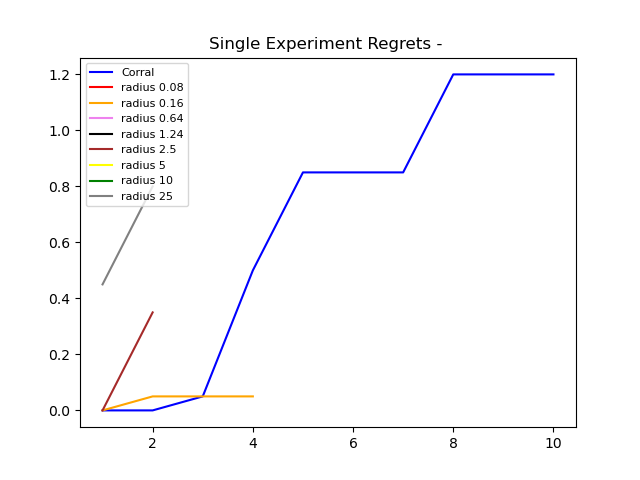 Single Experiment Regrets -
Corral
radius 0.08
radius 0.16
radius 0.64
radius 1.24
radius 2.5
radius 5
radius 10
radius 25
1.2
1.0
0.8
0.6
0.4
0.2
0.0
2 4 6 8 10